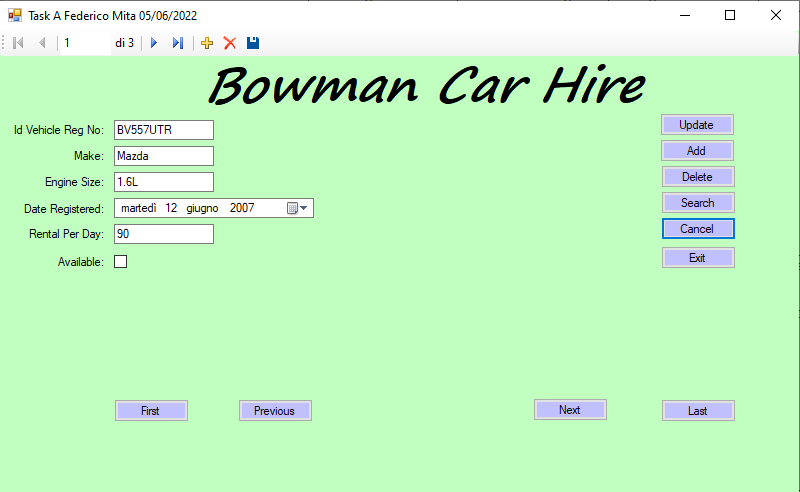 Task A Federico Mita 05/06/2022
1 di 3
Bowman Car Hire
Id Vehicle Reg No: BV557UTR
Update
Make: Mazda
Add
Engine Size: 1.6L
Delete
Date Registered: martedì 12 giugno 2007
Search
Rental Per Day: 90
Cancel
Available:
Exit
First Previous Next Last